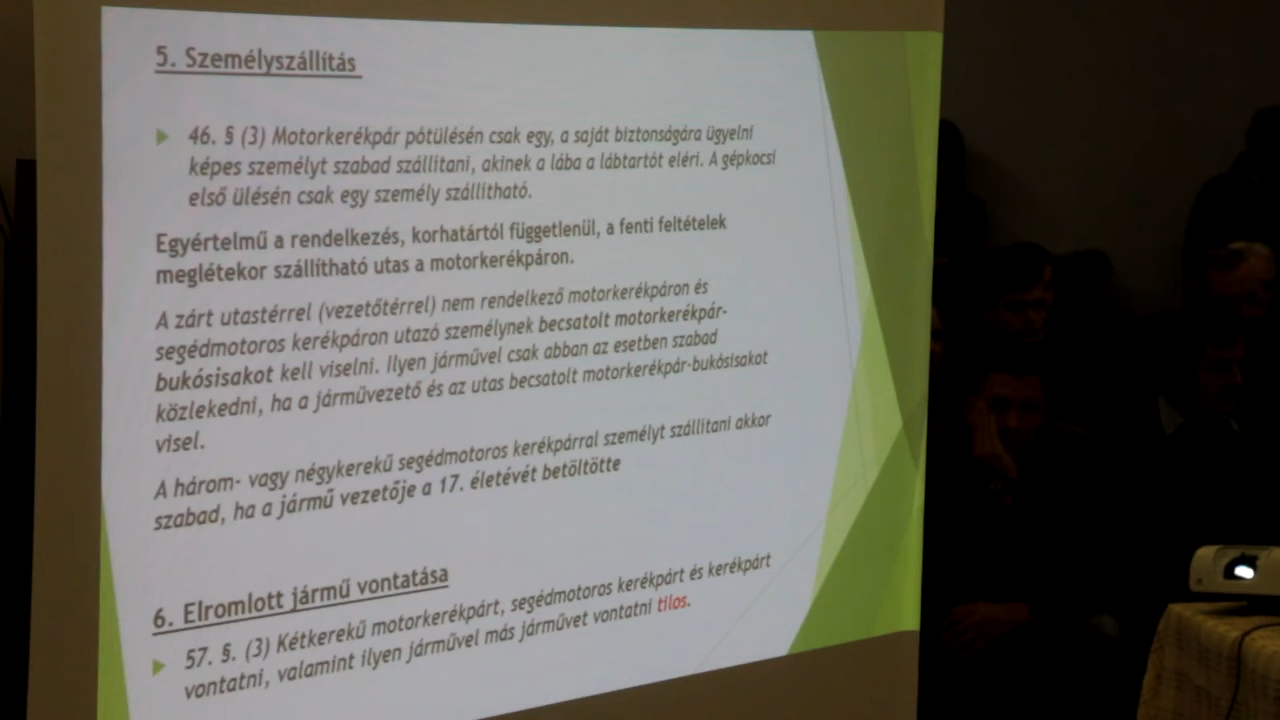 5. Személyszállítás
46. § (3) Motorkerékpár pótülésén csak egy, a saját biztonságára ügyelni
képes személyt szabad szállítani, akinek a lába a lábtartót eléri. A gépkocsi
első ülésén csak egy személy szállítható.
Egyértelmű a rendelkezés, korhatártól függetlenül, a fenti feltételek
meglétekor szállítható utas a motorkerékpáron.
A zárt utastérrel (vezetőtérrel) nem rendelkező motorkerékpáron és
segédmotoros kerékpáron utazó személynek becsatolt motorkerékpár-
bukósisakot kell viselni. Ilyen járművel csak abban az esetben szabad
közlekedni, ha a járművezető és az utas becsatolt motorkerékpár-bukósisakot
visel.
A három- vagy négykerekű segédmotoros kerékpárral személyt szállítani akkor
szabad, ha a jármű vezetője a 17. életévét betöltötte
6. Elromlott jármű vontatása
57. §. (3) Kétkerekű motorkerékpárt, segédmotoros kerékpárt és kerékpárt
vontatni, valamint ilyen járművel más járművet vontatni tilos.